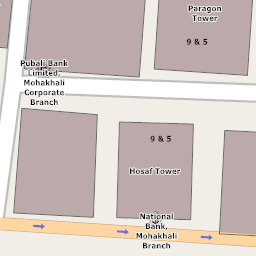 Paragon
Tower
9 & 5
Pubali Bank
Limited,
Mohakhali
Corporate
Branch
9 & 5
Hosaf Tower
National
Bank,
Mohakhali
Branch